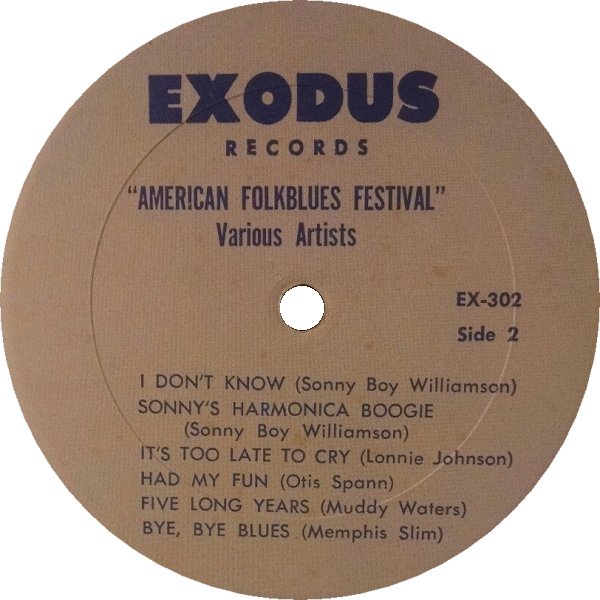 EXODUS
RECORDS
"AMERICAN FOLKBLUES FESTIVAL"
Various Artists
EX-302
Side 2
I DON'T KNOW (Sonny Boy Williamson)
SONNY'S HARMONICA BOOGIE
(Sonny Boy Williamson)
IT'S TOO LATE TO CRY (Lonnie Johnson)
HAD MY FUN (Otis Spann)
FIVE LONG YEARS (Muddy Waters)
BYE, BYE BLUES (Memphis Slim)